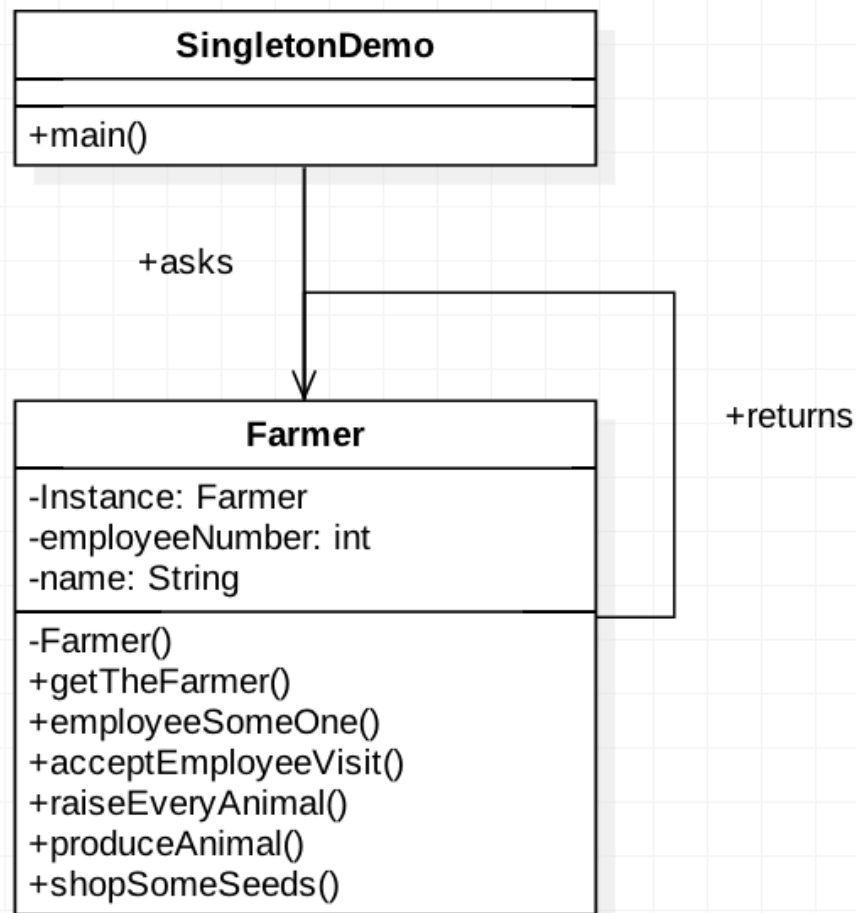 SingletonDemo
+main()
+asks
+returns
Farmer
-Instance: Farmer
-employeeNumber: int
-name: String
-Farmer()
+getTheFarmer()
+employeeSomeOne()
+acceptEmployeeVisit()
+raiseEveryAnimal()
+produceAnimal()
+shopSomeSeeds()